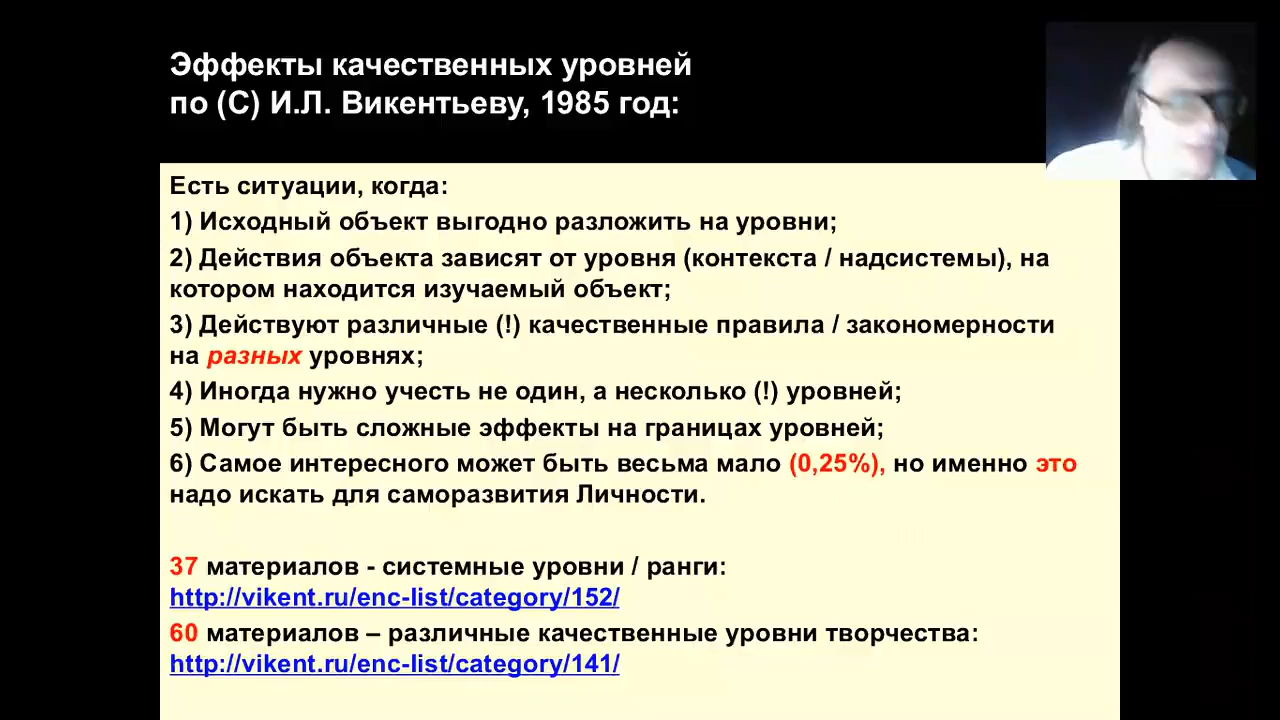 Эффекты качественных уровней
по (С) И.Л. Викентьеву, 1985 год:
Есть ситуации, когда:
1) Исходный объект выгодно разложить на уровни;
2) Действия объекта зависят от уровня (контекста / надсистемы), на
котором находится изучаемый объект;
3) Действуют различные (!) качественные правила / закономерности
на разных уровнях;
4) Иногда нужно учесть не один, а несколько (!) уровней;
5) Могут быть сложные эффекты на границах уровней;
6) Самое интересного может быть весьма мало (0,25%), но именно это
надо искать для саморазвития Личности.
37 материалов - системные уровни / ранги:
http://vikent.ru/enc-list/category/152/
60 материалов – различные качественные уровни творчества:
http://vikent.ru/enc-list/category/141/